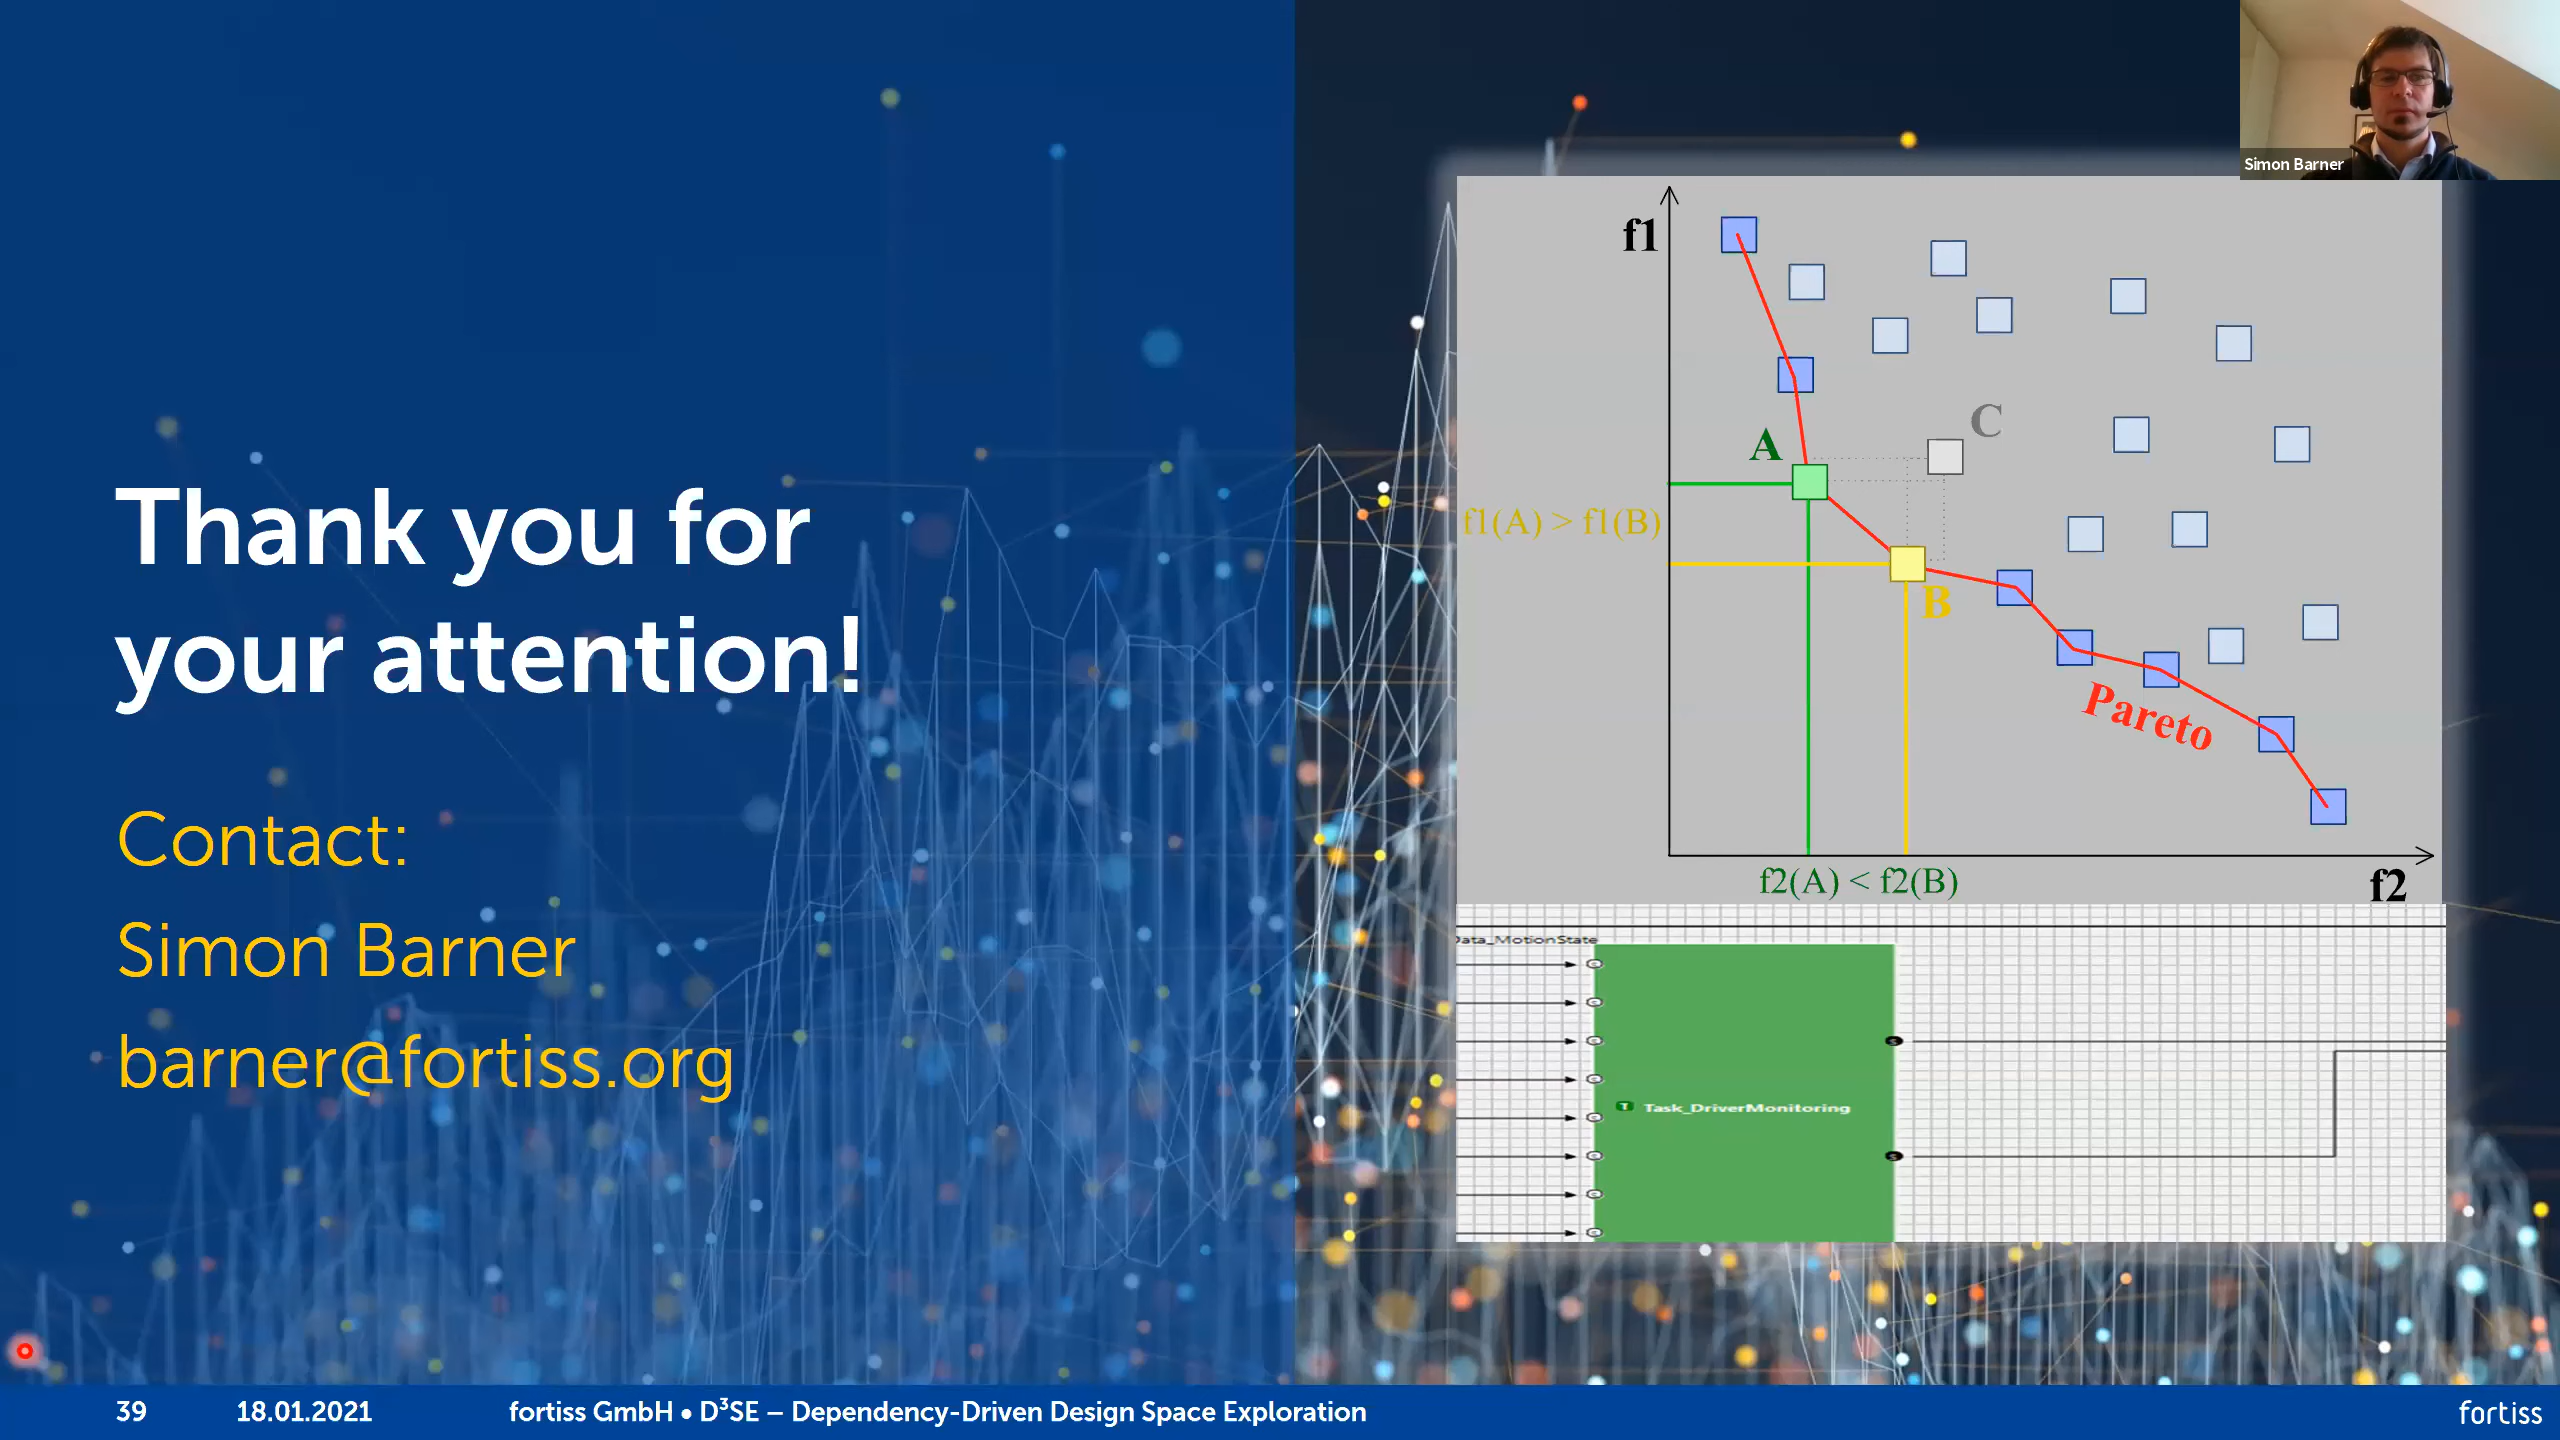 Thank you for
your attention!
Contact:
Simon Barner
barner@fortiss.org
Simon Barner
f1
C
A
f1(A) > f1(B)
B
Pareto
f2(A) < f2(B)
f2
Data_MotionState
T Task_DriverMonitoring
39 18.01.2021 fortiss GmbH • D³SE – Dependency-Driven Design Space Exploration fortiss